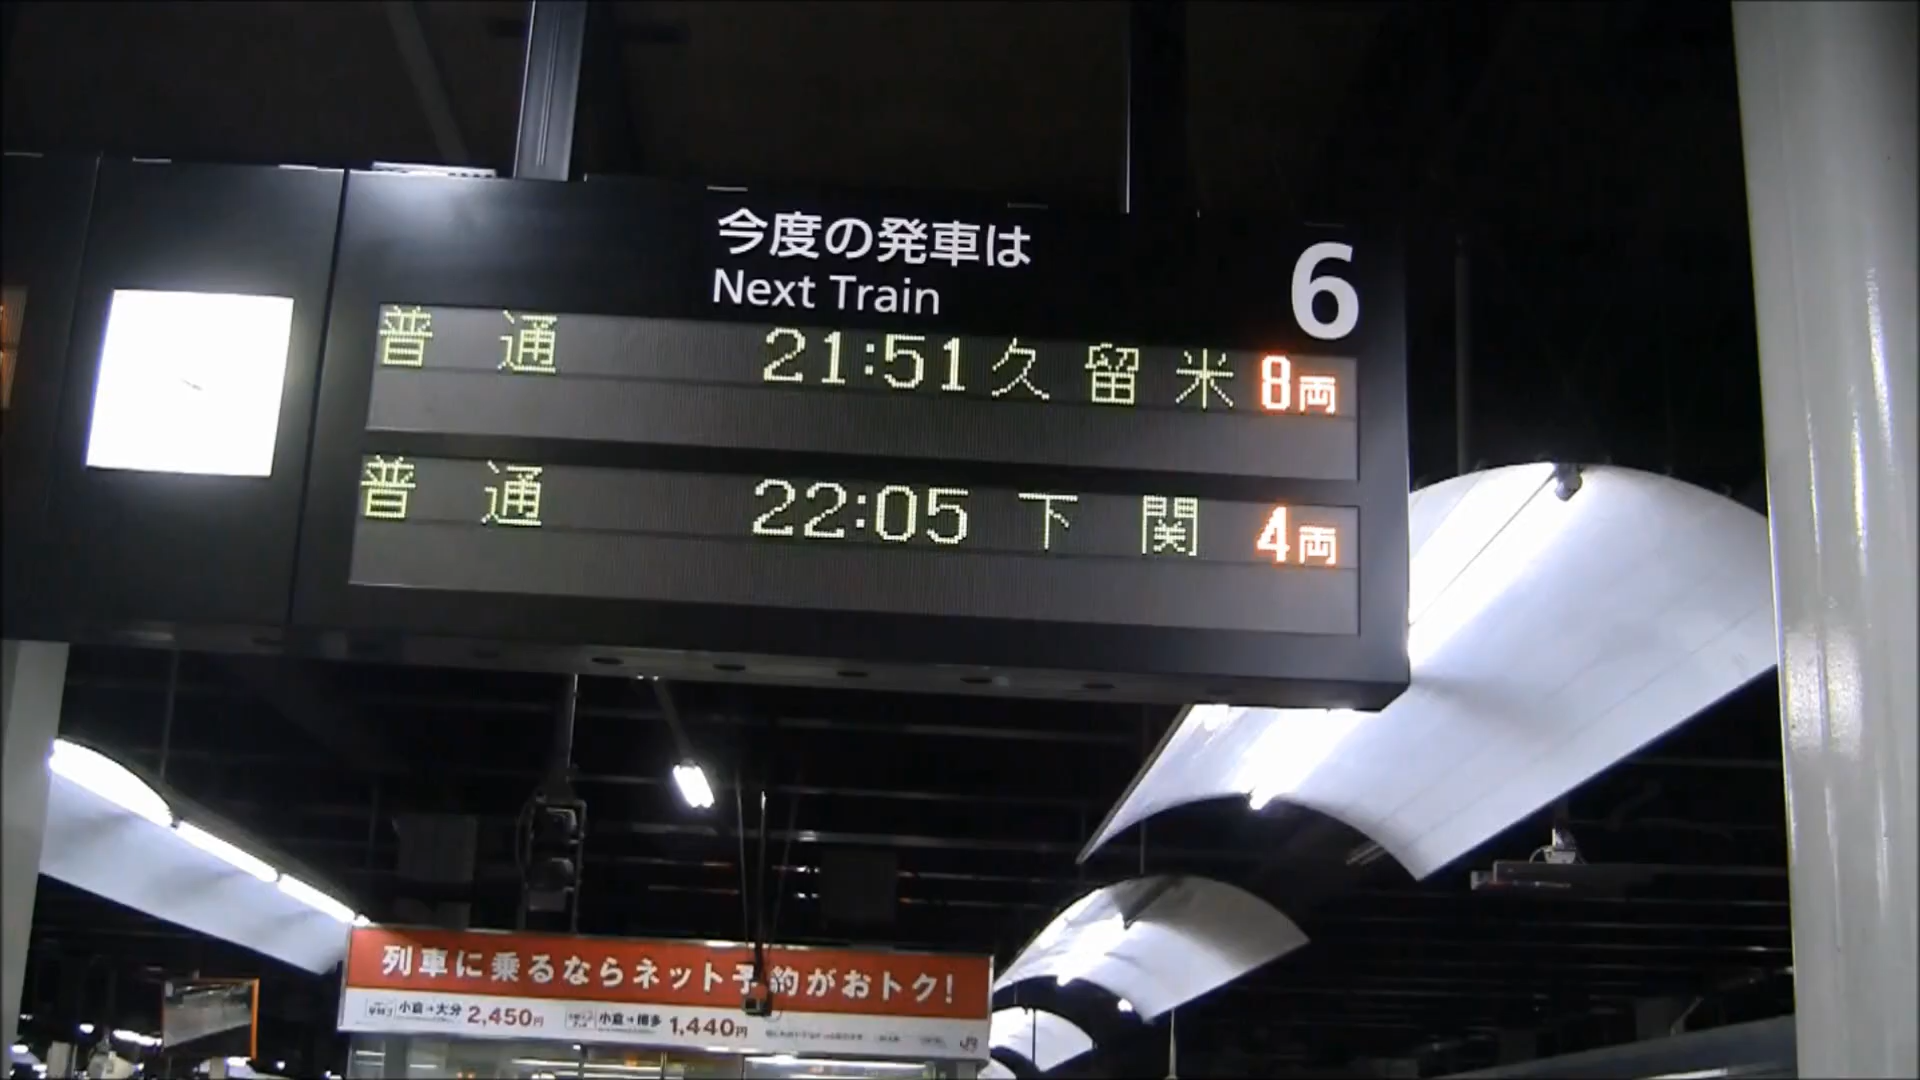 今度の発車は
Next Train
6
普通 21:51 久留米 8両
普通 22:05 下関 4両
列車に乗るならネット予約がおトク!
小倉→大分 2,450円 小倉→博多 1,440円
JR